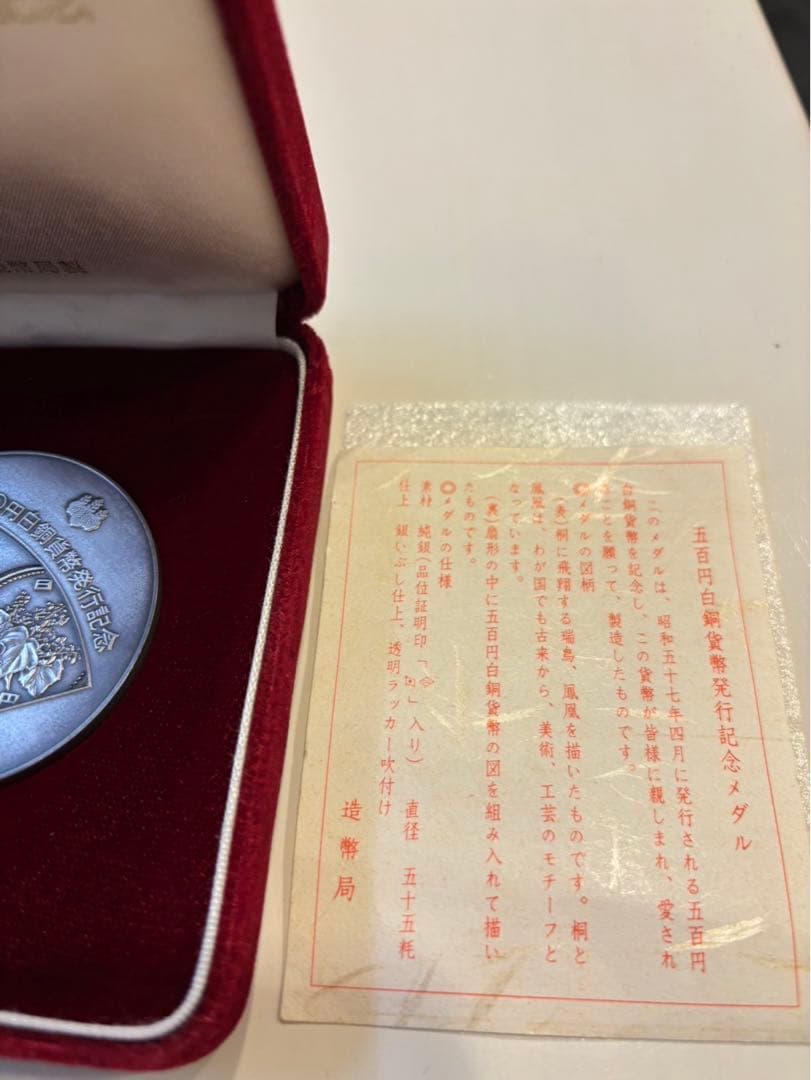 幣局製
0円白銅貨幣発行記念
日
五百円白銅貨幣発行記念メダル
このメダルは、昭和五十七年四月に発行される五百円
白銅貨幣を記念し、この貨幣が皆様に親しまれ、愛され
ことを願って、製造したものです。
◎メダルの図柄
(表)桐に飛翔する瑞鳥、鳳凰を描いたものです。桐と
鳳凰は、わが国でも古来から、美術、工芸のモチーフと
なっています。
(裏)扇形の中に五百円白銅貨幣の図を組み入れて描い
たものです。
◎メダルの仕様
素材 純銀(品位証明印「」入り) 直径 五十五粍
仕上 銀いぶし仕上、透明ラッカー吹付け
造幣局